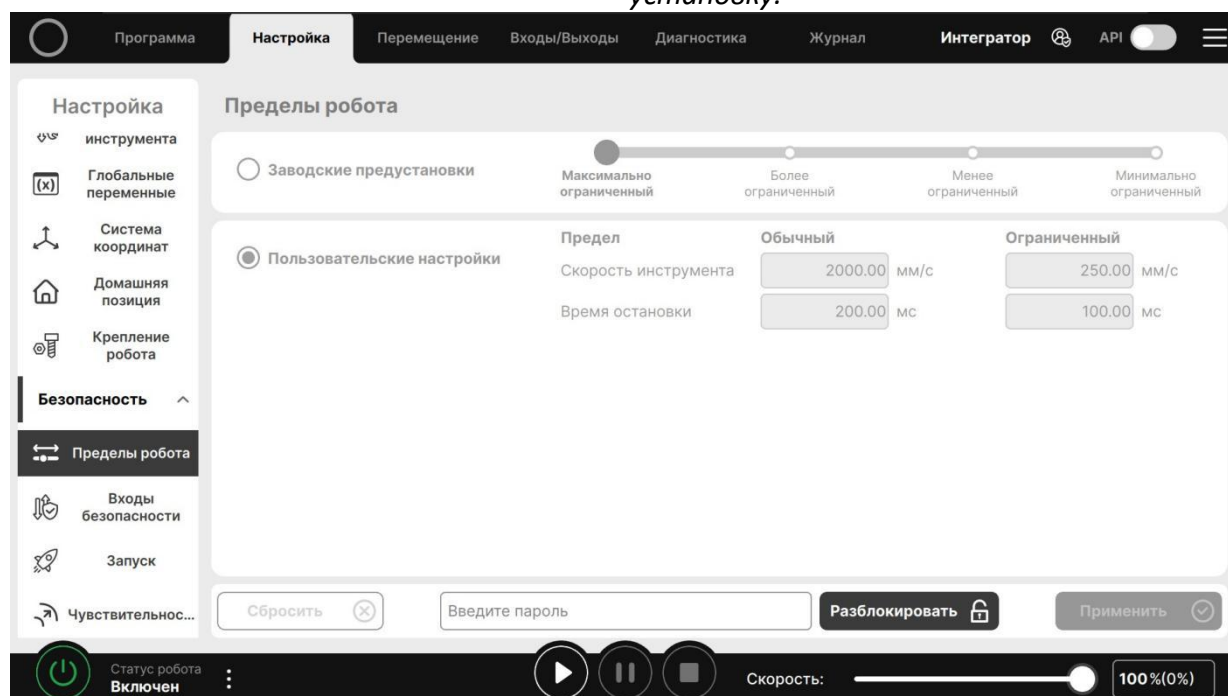 установку.
Программа Настройка Перемещение Входы/Выходы Диагностика Журнал Интегратор API
Настройка
инструмента
(x) Глобальные
переменные
Система
координат
Домашняя
позиция
Крепление
робота
Безопасность
Пределы робота
Входы
безопасности
Запуск
Чувствительнос...
Пределы робота
Заводские предустановки
Максимально
ограниченный
Более
ограниченный
Менее
ограниченный
Минимально
ограниченный
Пользовательские настройки
Предел Обычный Ограниченный
Скорость инструмента 2000.00 мм/с 250.00 мм/с
Время остановки 200.00 мс 100.00 мс
Сбросить Введите пароль Разблокировать Применить
Статус робота
Включен
Скорость: 100%(0%)